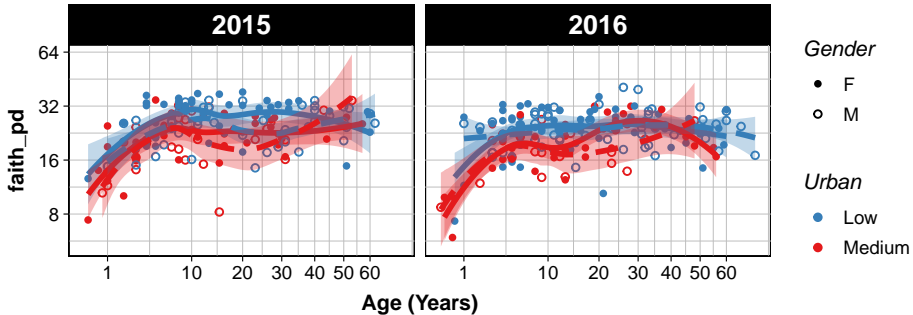 2015 2016
64
32
16
8
faith_pd
1 10 20 30 40 50 60
1 10 20 30 40 50 60
Age (Years)
Gender
F
M
Urban
Low
Medium